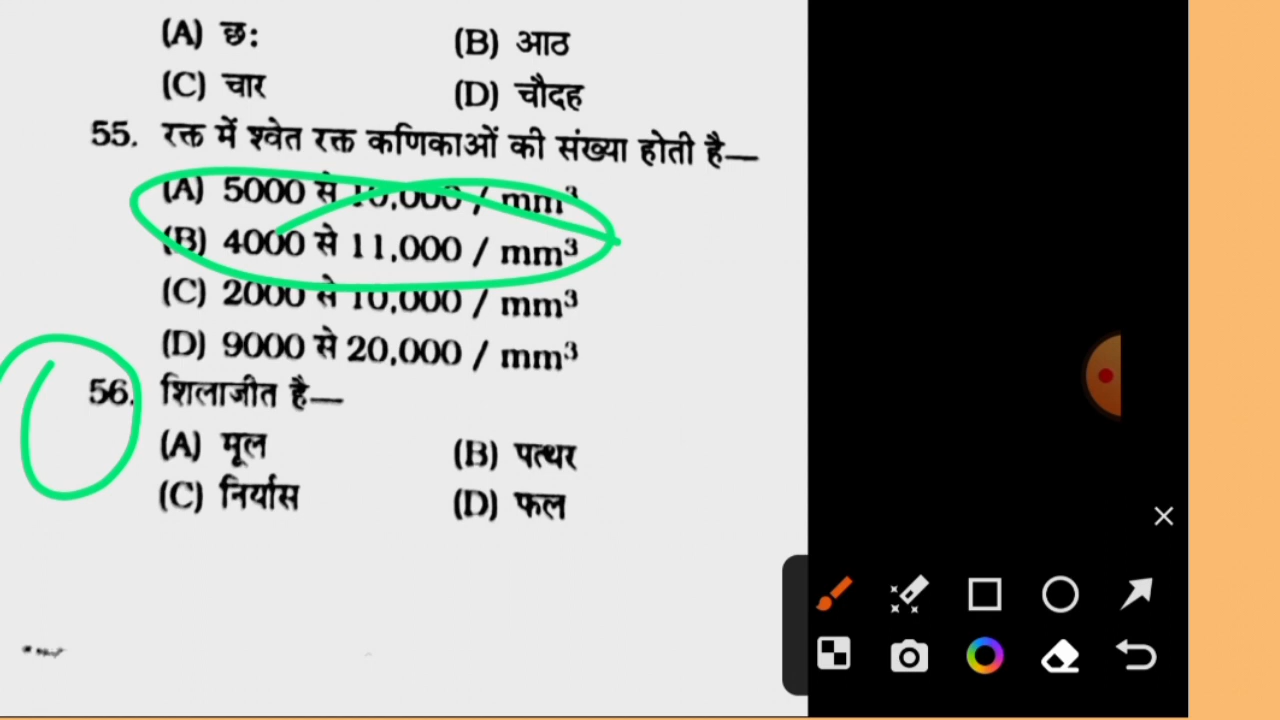 (A) छः (B) आठ
(C) चार (D) चौदह
55. रक्त में श्वेत रक्त कणिकाओं की संख्या होती है—
(A) 5000 से 10,000 / mm³
(B) 4000 से 11,000 / mm³
(C) 2000 से 10,000 / mm³
(D) 9000 से 20,000 / mm³
56. शिलाजीत है—
(A) मूल (B) पत्थर
(C) निर्यास (D) फल